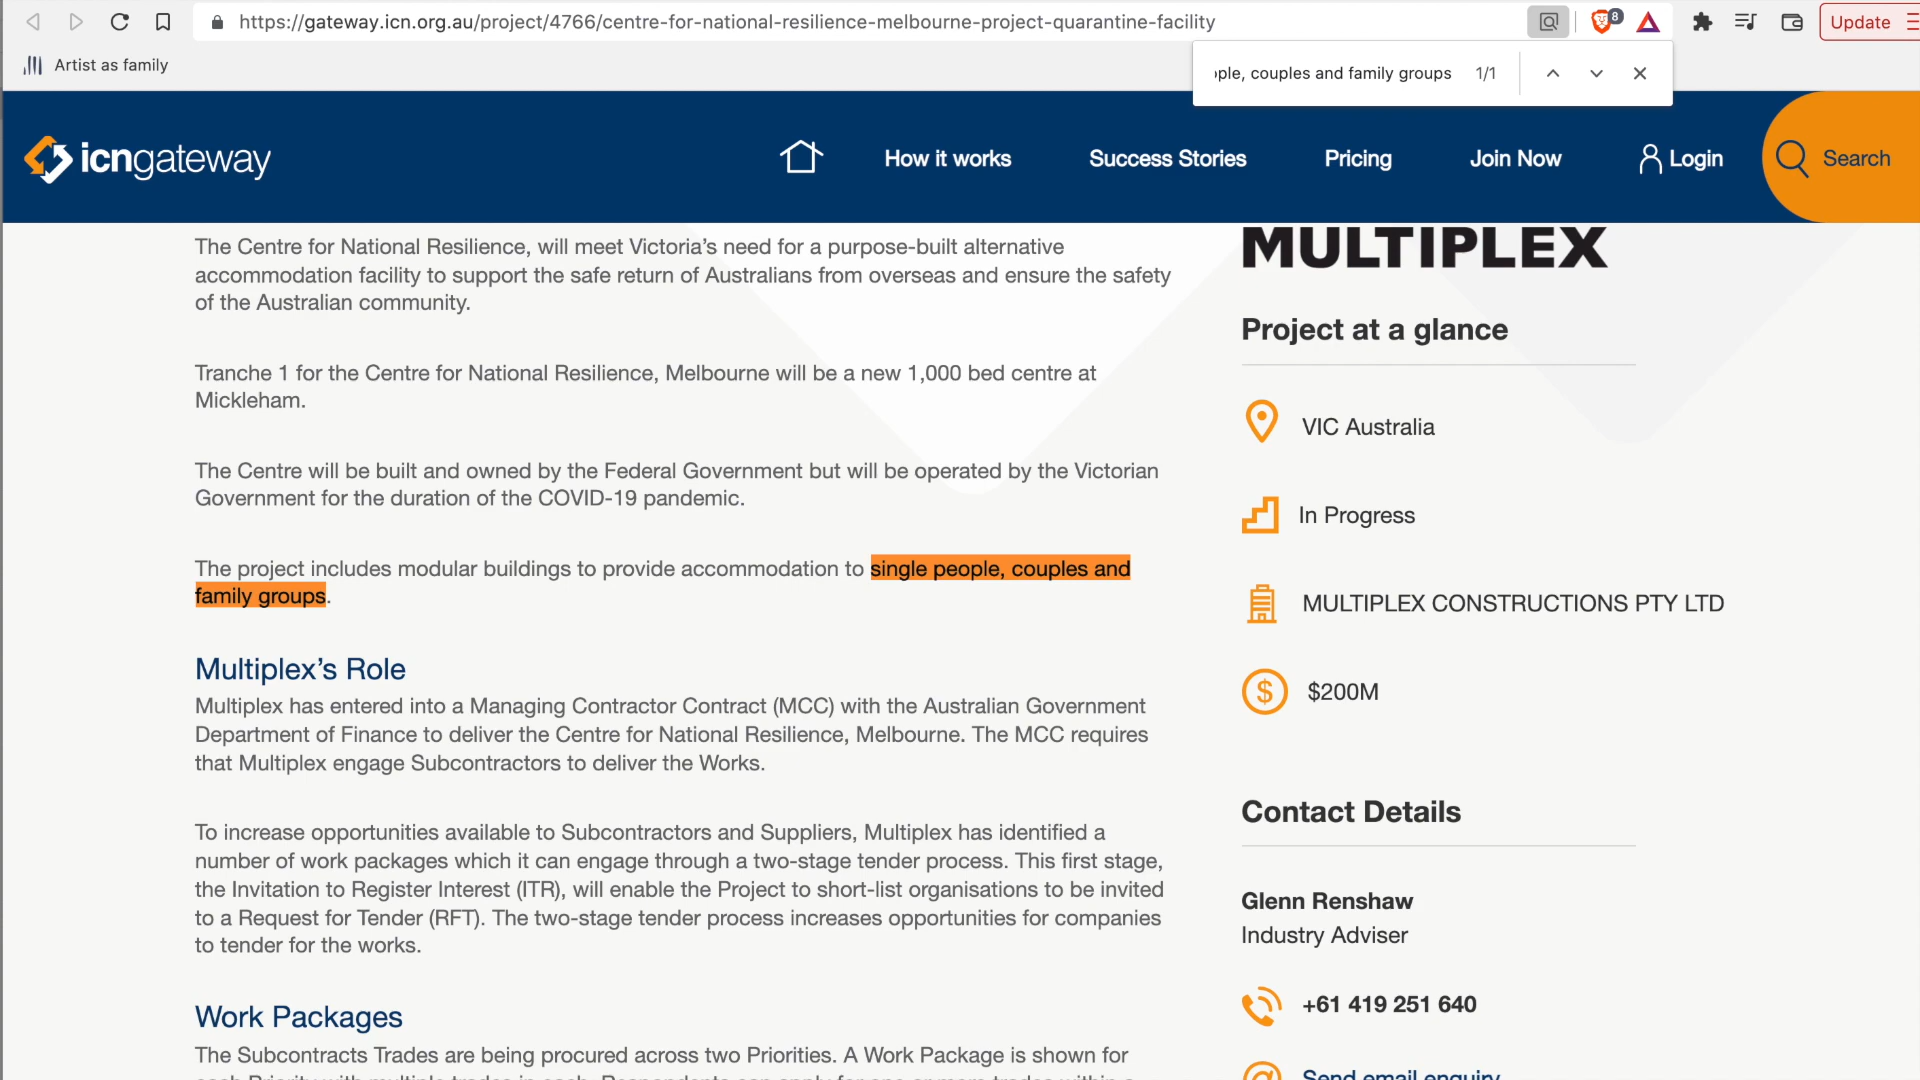 https://gateway.icn.org.au/project/4766/centre-for-national-resilience-melbourne-project-quarantine-facility
8
Update
Artist as family
ple, couples and family groups 1/1
icngateway
How it works
Success Stories
Pricing
Join Now
Login
Search
The Centre for National Resilience, will meet Victoria’s need for a purpose-built alternative
accommodation facility to support the safe return of Australians from overseas and ensure the safety
of the Australian community.
Tranche 1 for the Centre for National Resilience, Melbourne will be a new 1,000 bed centre at
Mickleham.
The Centre will be built and owned by the Federal Government but will be operated by the Victorian
Government for the duration of the COVID-19 pandemic.
The project includes modular buildings to provide accommodation to single people, couples and
family groups.
Multiplex’s Role
Multiplex has entered into a Managing Contractor Contract (MCC) with the Australian Government
Department of Finance to deliver the Centre for National Resilience, Melbourne. The MCC requires
that Multiplex engage Subcontractors to deliver the Works.
To increase opportunities available to Subcontractors and Suppliers, Multiplex has identified a
number of work packages which it can engage through a two-stage tender process. This first stage,
the Invitation to Register Interest (ITR), will enable the Project to short-list organisations to be invited
to a Request for Tender (RFT). The two-stage tender process increases opportunities for companies
to tender for the works.
Work Packages
The Subcontracts Trades are being procured across two Priorities. A Work Package is shown for
MULTIPLEX
Project at a glance
VIC Australia
In Progress
MULTIPLEX CONSTRUCTIONS PTY LTD
$200M
Contact Details
Glenn Renshaw
Industry Adviser
+61 419 251 640
Send email enquiry